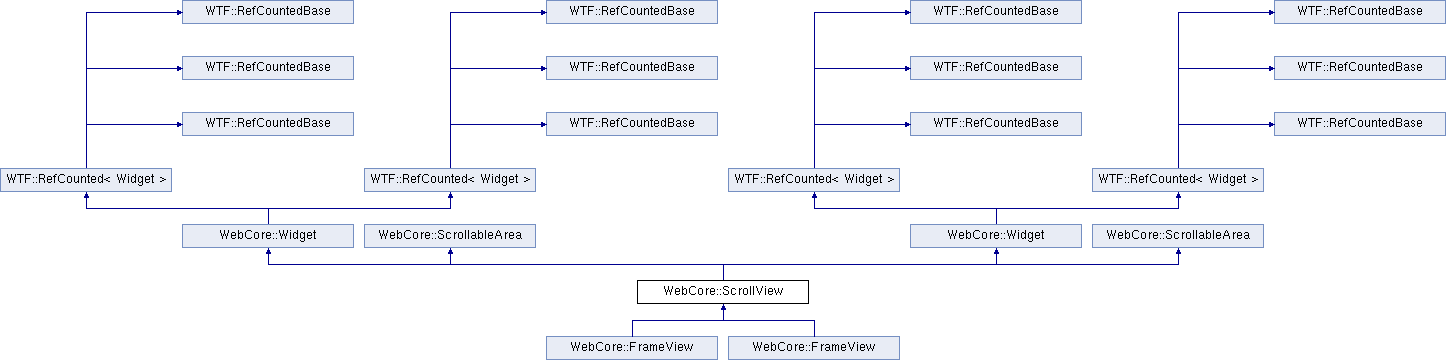 WTF::RefCountedBase WTF::RefCountedBase WTF::RefCountedBase WTF::RefCountedBase
WTF::RefCountedBase WTF::RefCountedBase WTF::RefCountedBase WTF::RefCountedBase
WTF::RefCountedBase WTF::RefCountedBase WTF::RefCountedBase WTF::RefCountedBase
WTF::RefCounted< Widget > WTF::RefCounted< Widget > WTF::RefCounted< Widget > WTF::RefCounted< Widget >
WebCore::Widget WebCore::ScrollableArea WebCore::Widget WebCore::ScrollableArea
WebCore::ScrollView
WebCore::FrameView WebCore::FrameView